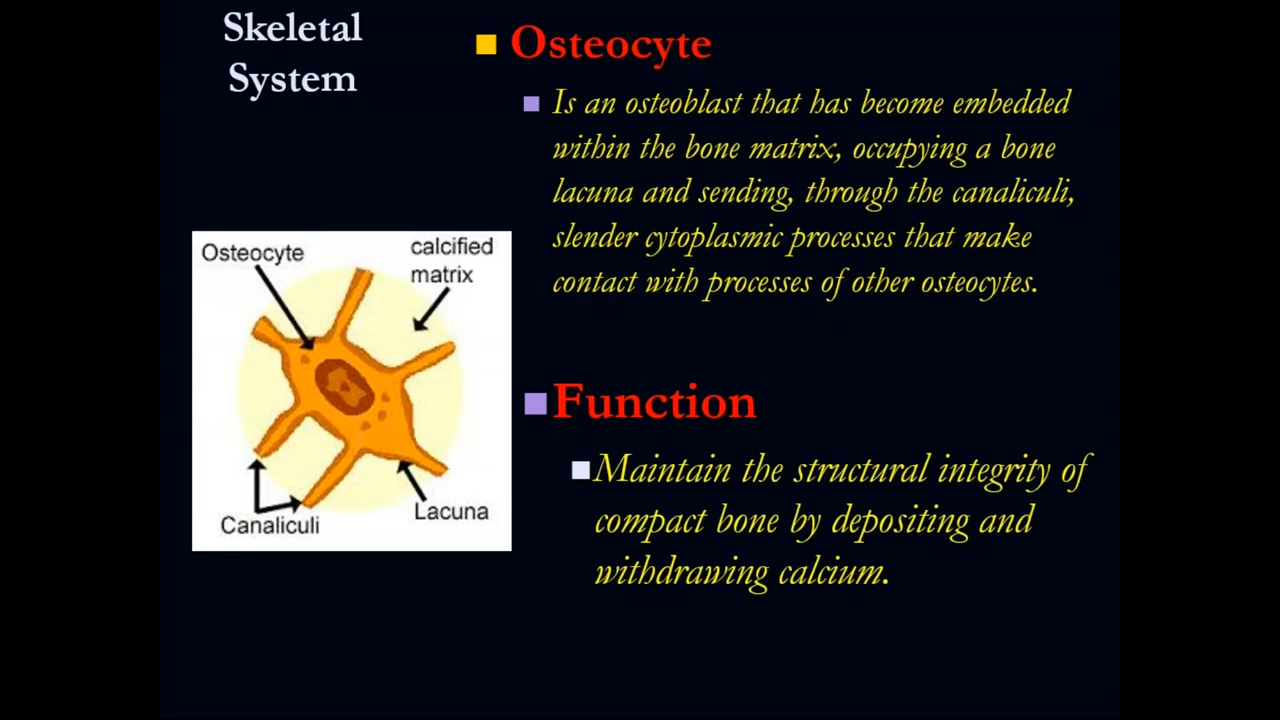 Skeletal
System
Osteocyte
Is an osteoblast that has become embedded
within the bone matrix, occupying a bone
lacuna and sending, through the canaliculi,
slender cytoplasmic processes that make
contact with processes of other osteocytes.
Osteocyte
calcified
matrix
Canaliculi
Lacuna
Function
Maintain the structural integrity of
compact bone by depositing and
withdrawing calcium.